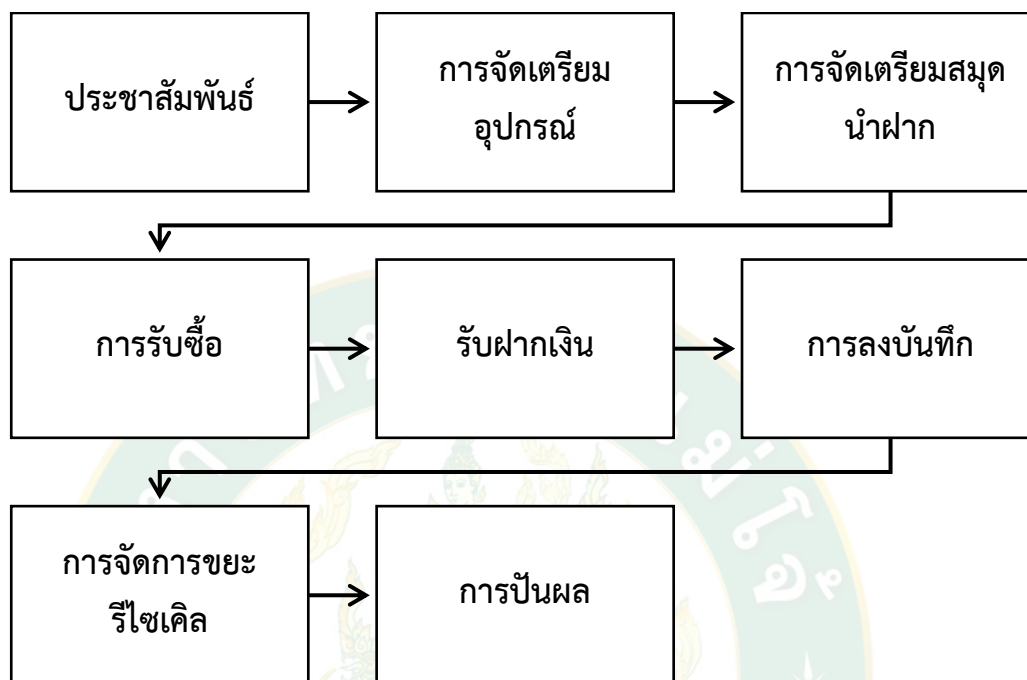 ประชาสัมพันธ์
การจัดเตรียม
อุปกรณ์
การจัดเตรียมสมุด
นำฝาก
การรับซื้อ
รับฝากเงิน
การลงบันทึก
การจัดการขยะ
รีไซเคิล
การปันผล